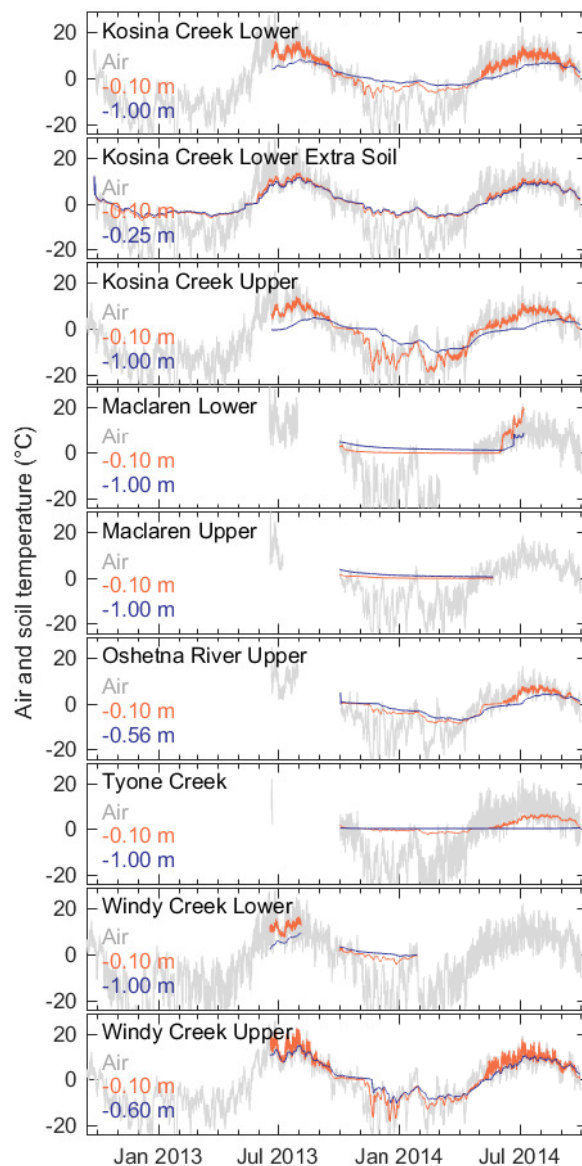 Air and soil temperature (°C)
20
0
-20
Kosina Creek Lower
Air
-0.10 m
-1.00 m
20
0
-20
Kosina Creek Lower Extra Soil
Air
-0.10 m
-0.25 m
20
0
-20
Kosina Creek Upper
Air
-0.10 m
-1.00 m
20
0
-20
Maclaren Lower
Air
-0.10 m
-1.00 m
20
0
-20
Maclaren Upper
Air
-0.10 m
-1.00 m
20
0
-20
Oshetna River Upper
Air
-0.10 m
-0.56 m
20
0
-20
Tyone Creek
Air
-0.10 m
-1.00 m
20
0
-20
Windy Creek Lower
Air
-0.10 m
-1.00 m
20
0
-20
Windy Creek Upper
Air
-0.10 m
-0.60 m
Jan 2013 Jul 2013 Jan 2014 Jul 2014